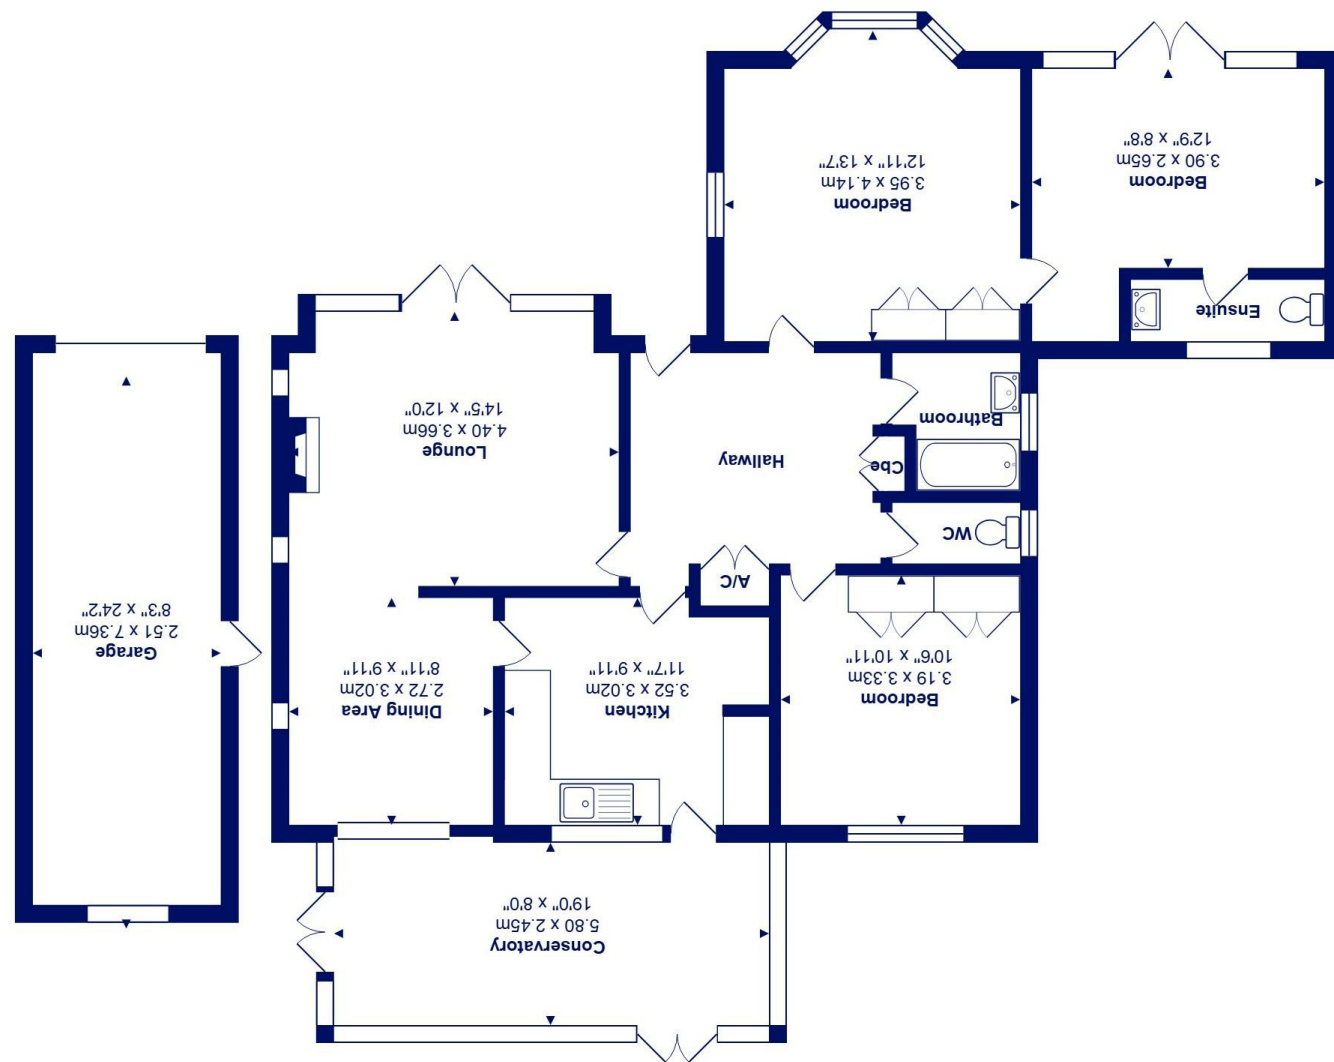 Conservatory
5.80 x 2.45m
19'0" x 8'0"
Bedroom
3.19 x 3.33m
10'6" x 10'11"
Kitchen
3.52 x 3.02m
11'7" x 9'11"
Dining Area
2.72 x 3.02m
8'11" x 9'11"
Garage
2.51 x 7.36m
8'3" x 24'2"
A/C
WC
Cbe
Hallway
Lounge
4.40 x 3.66m
14'5" x 12'0"
Bathroom
Ensuite
Bedroom
3.90 x 2.65m
12'9" x 8'8"
Bedroom
3.95 x 4.14m
12'11" x 13'7"